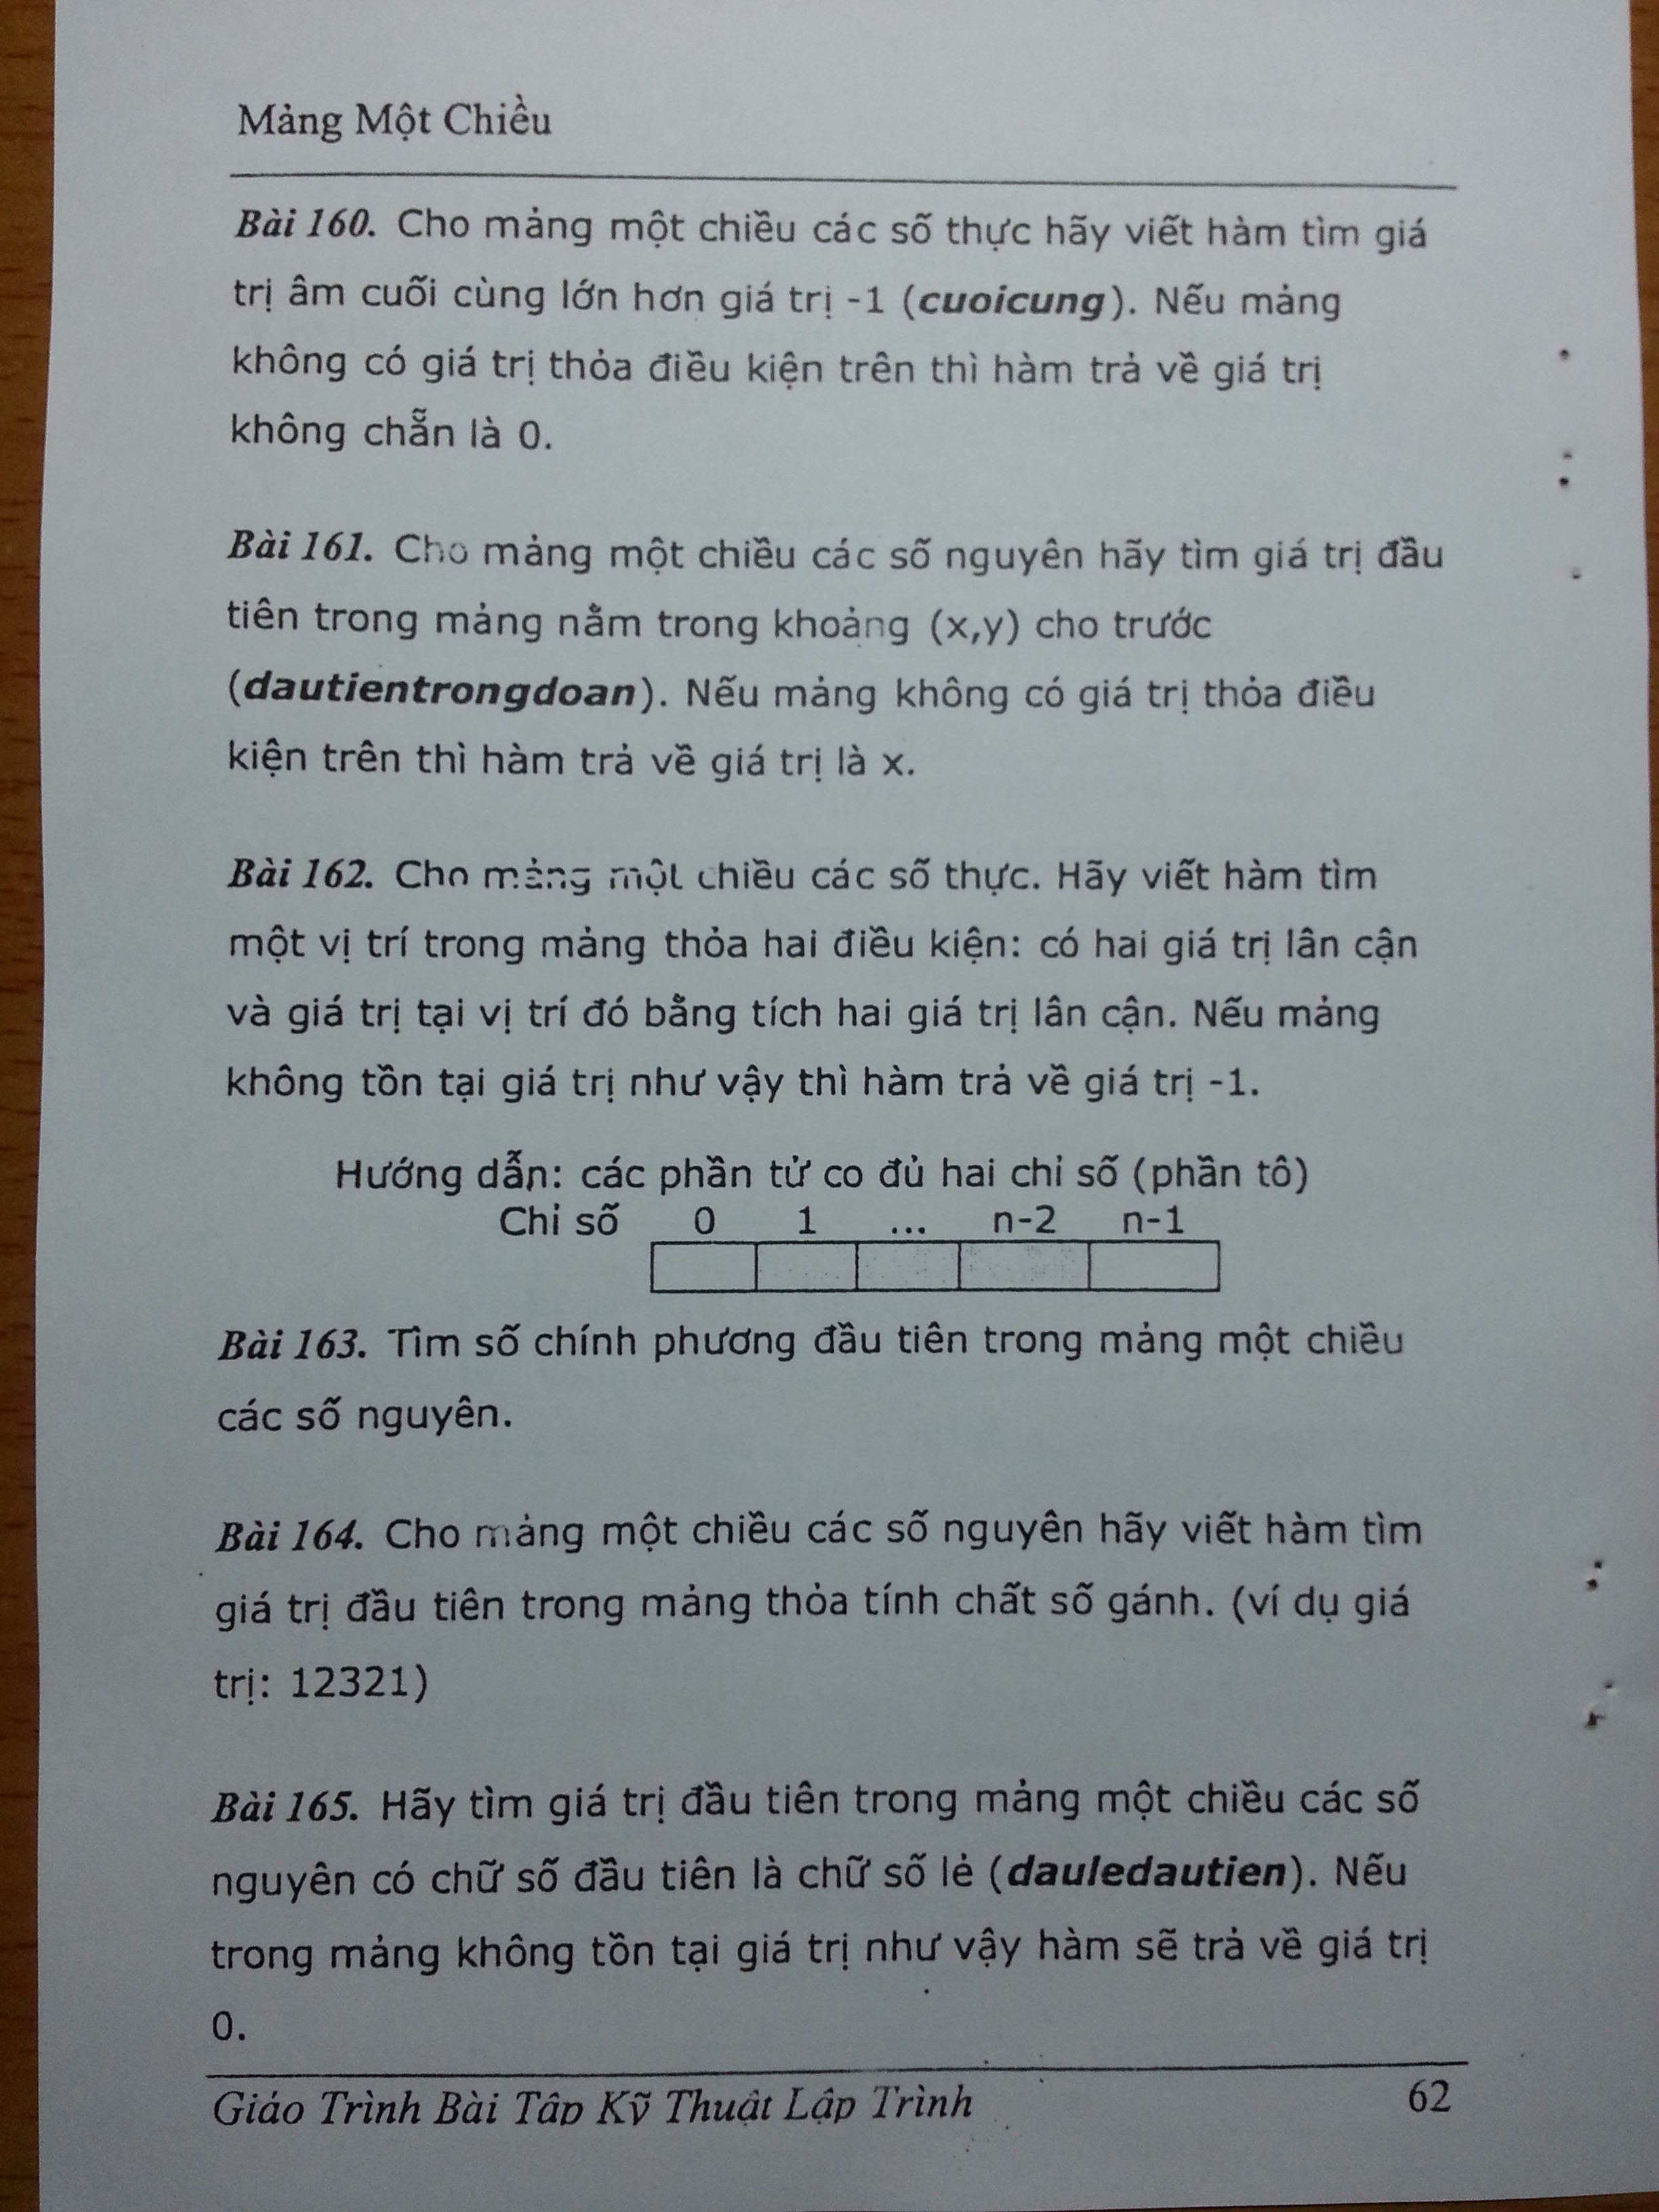 Mảng Một Chiều
Bài 160. Cho mảng một chiều các số thực hãy viết hàm tìm giá
trị âm cuối cùng lớn hơn giá trị -1 (cuoicung). Nếu mảng
không có giá trị thỏa điều kiện trên thì hàm trả về giá trị
không chẵn là 0.
Bài 161. Cho mảng một chiều các số nguyên hãy tìm giá trị đầu
tiên trong mảng nằm trong khoảng (x,y) cho trước
(dautientrongdoan). Nếu mảng không có giá trị thỏa điều
kiện trên thì hàm trả về giá trị là x.
Bài 162. Cho mảng một chiều các số thực. Hãy viết hàm tìm
một vị trí trong mảng thỏa hai điều kiện: có hai giá trị lân cận
và giá trị tại vị trí đó bằng tích hai giá trị lân cận. Nếu mảng
không tồn tại giá trị như vậy thì hàm trả về giá trị -1.
Hướng dẫn: các phần tử co đủ hai chỉ số (phần tô)
Chỉ số 0 1 ... n-2 n-1
Bài 163. Tìm số chính phương đầu tiên trong mảng một chiều
các số nguyên.
Bài 164. Cho mảng một chiều các số nguyên hãy viết hàm tìm
giá trị đầu tiên trong mảng thỏa tính chất số gánh. (ví dụ giá
trị: 12321)
Bài 165. Hãy tìm giá trị đầu tiên trong mảng một chiều các số
nguyên có chữ số đầu tiên là chữ số lẻ (dauledautien). Nếu
trong mảng không tồn tại giá trị như vậy hàm sẽ trả về giá trị
0.
Giáo Trình Bài Tập Kỹ Thuật Lập Trình 62